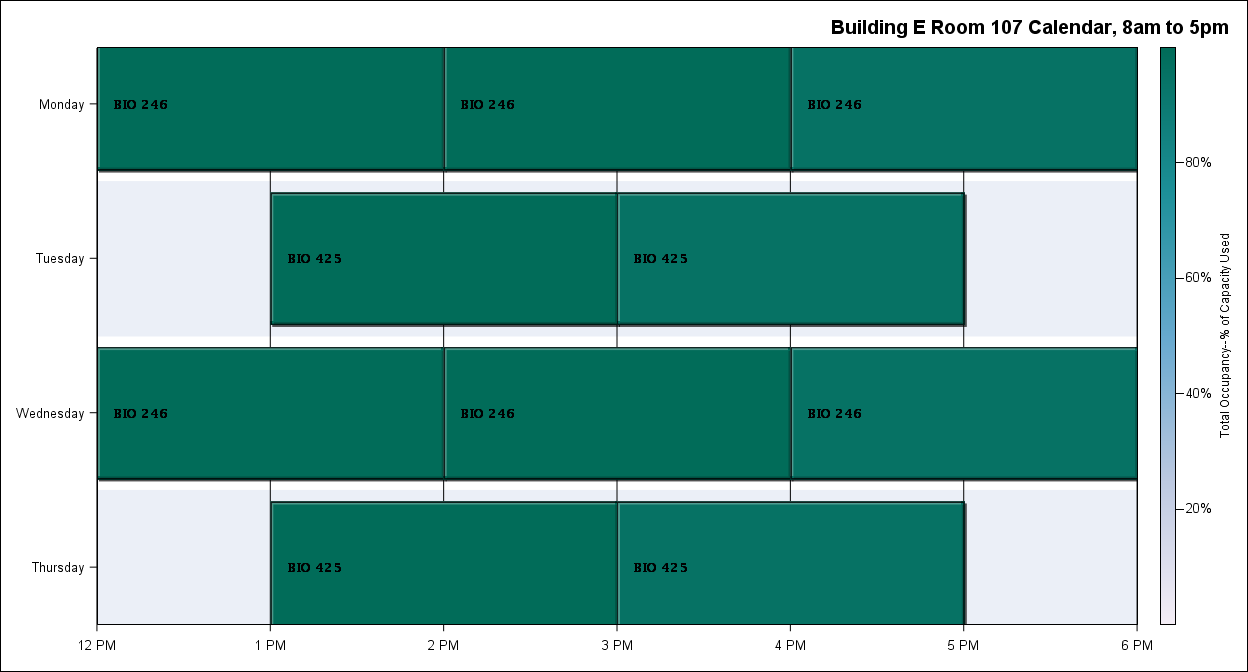 Building E Room 107 Calendar, 8am to 5pm
Monday
BIO 246
BIO 246
BIO 246
Tuesday
BIO 425
BIO 425
Wednesday
BIO 246
BIO 246
BIO 246
Thursday
BIO 425
BIO 425
12 PM
1 PM
2 PM
3 PM
4 PM
5 PM
6 PM
80%
60%
40%
20%
Total Occupancy--% of Capacity Used